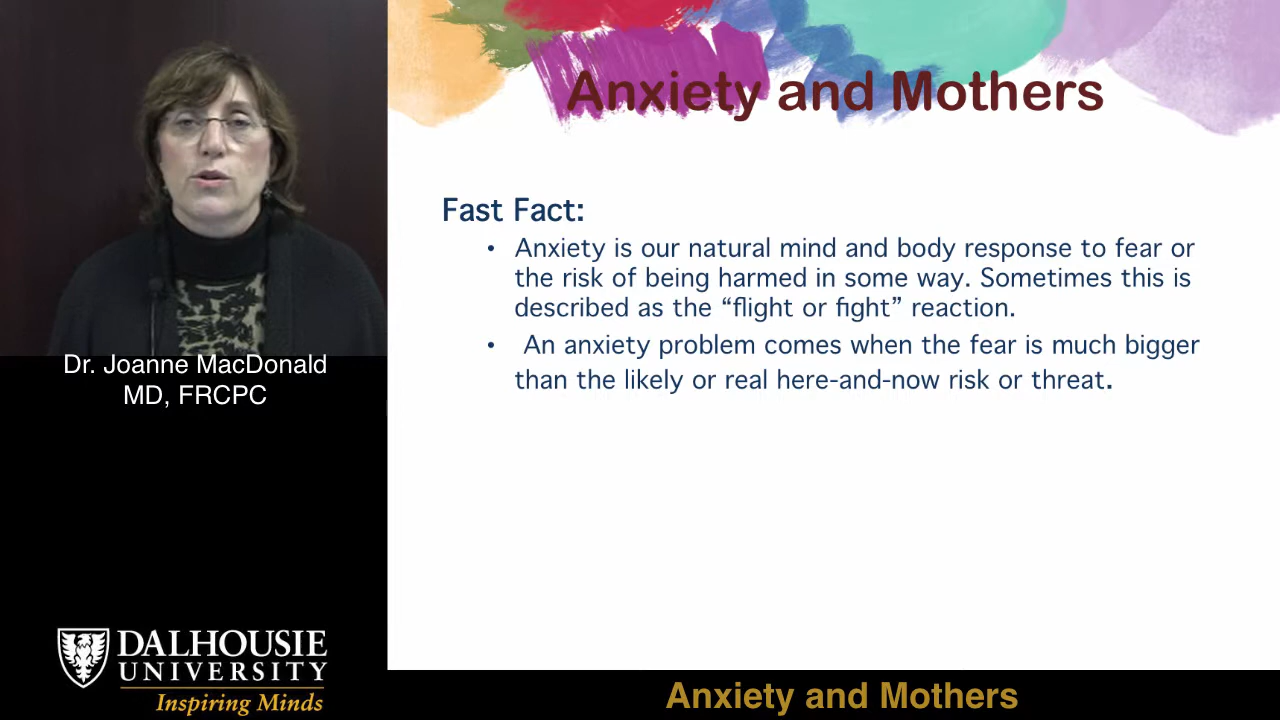 Anxiety and Mothers
Fast Fact:
• Anxiety is our natural mind and body response to fear or
the risk of being harmed in some way. Sometimes this is
described as the “flight or fight” reaction.
• An anxiety problem comes when the fear is much bigger
than the likely or real here-and-now risk or threat.
Dr. Joanne MacDonald
MD, FRCPC
DALHOUSIE
UNIVERSITY
Inspiring Minds
Anxiety and Mothers